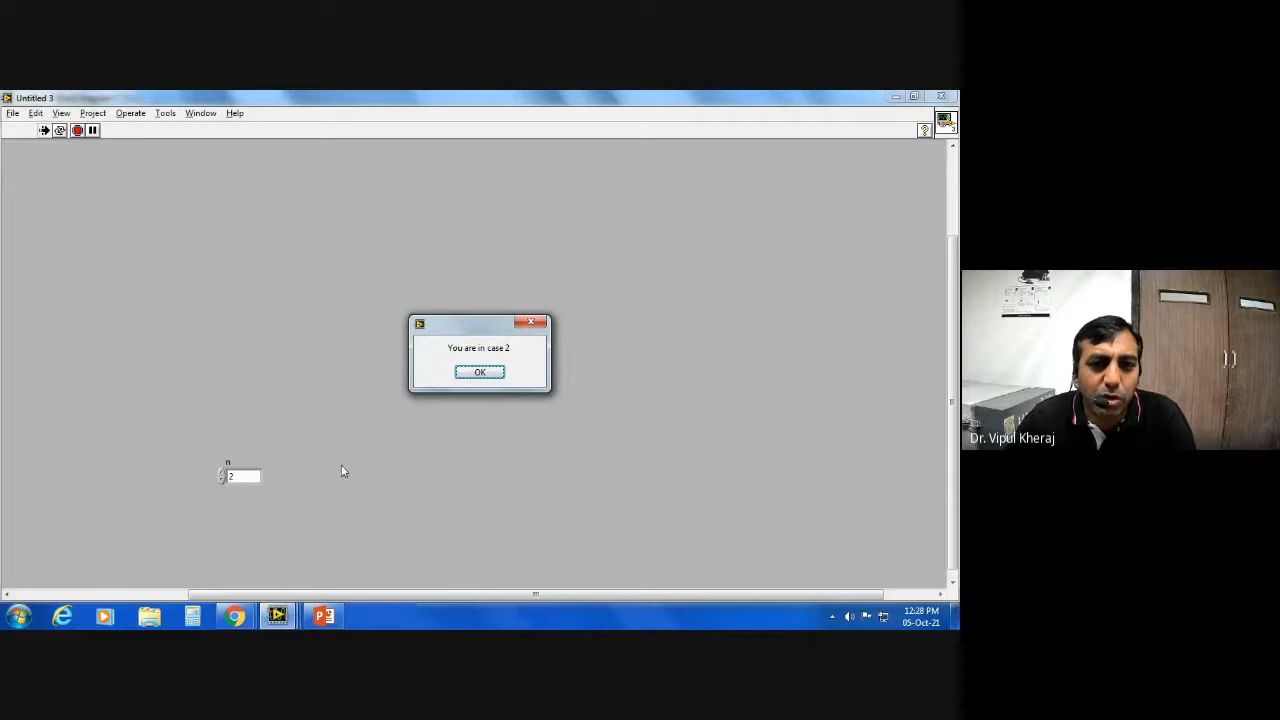 Untitled 3
File Edit View Project Operate Tools Window Help
3
You are in case 2
OK
n
2
Dr. Vipul Kheraj
12:28 PM
05-Oct-21